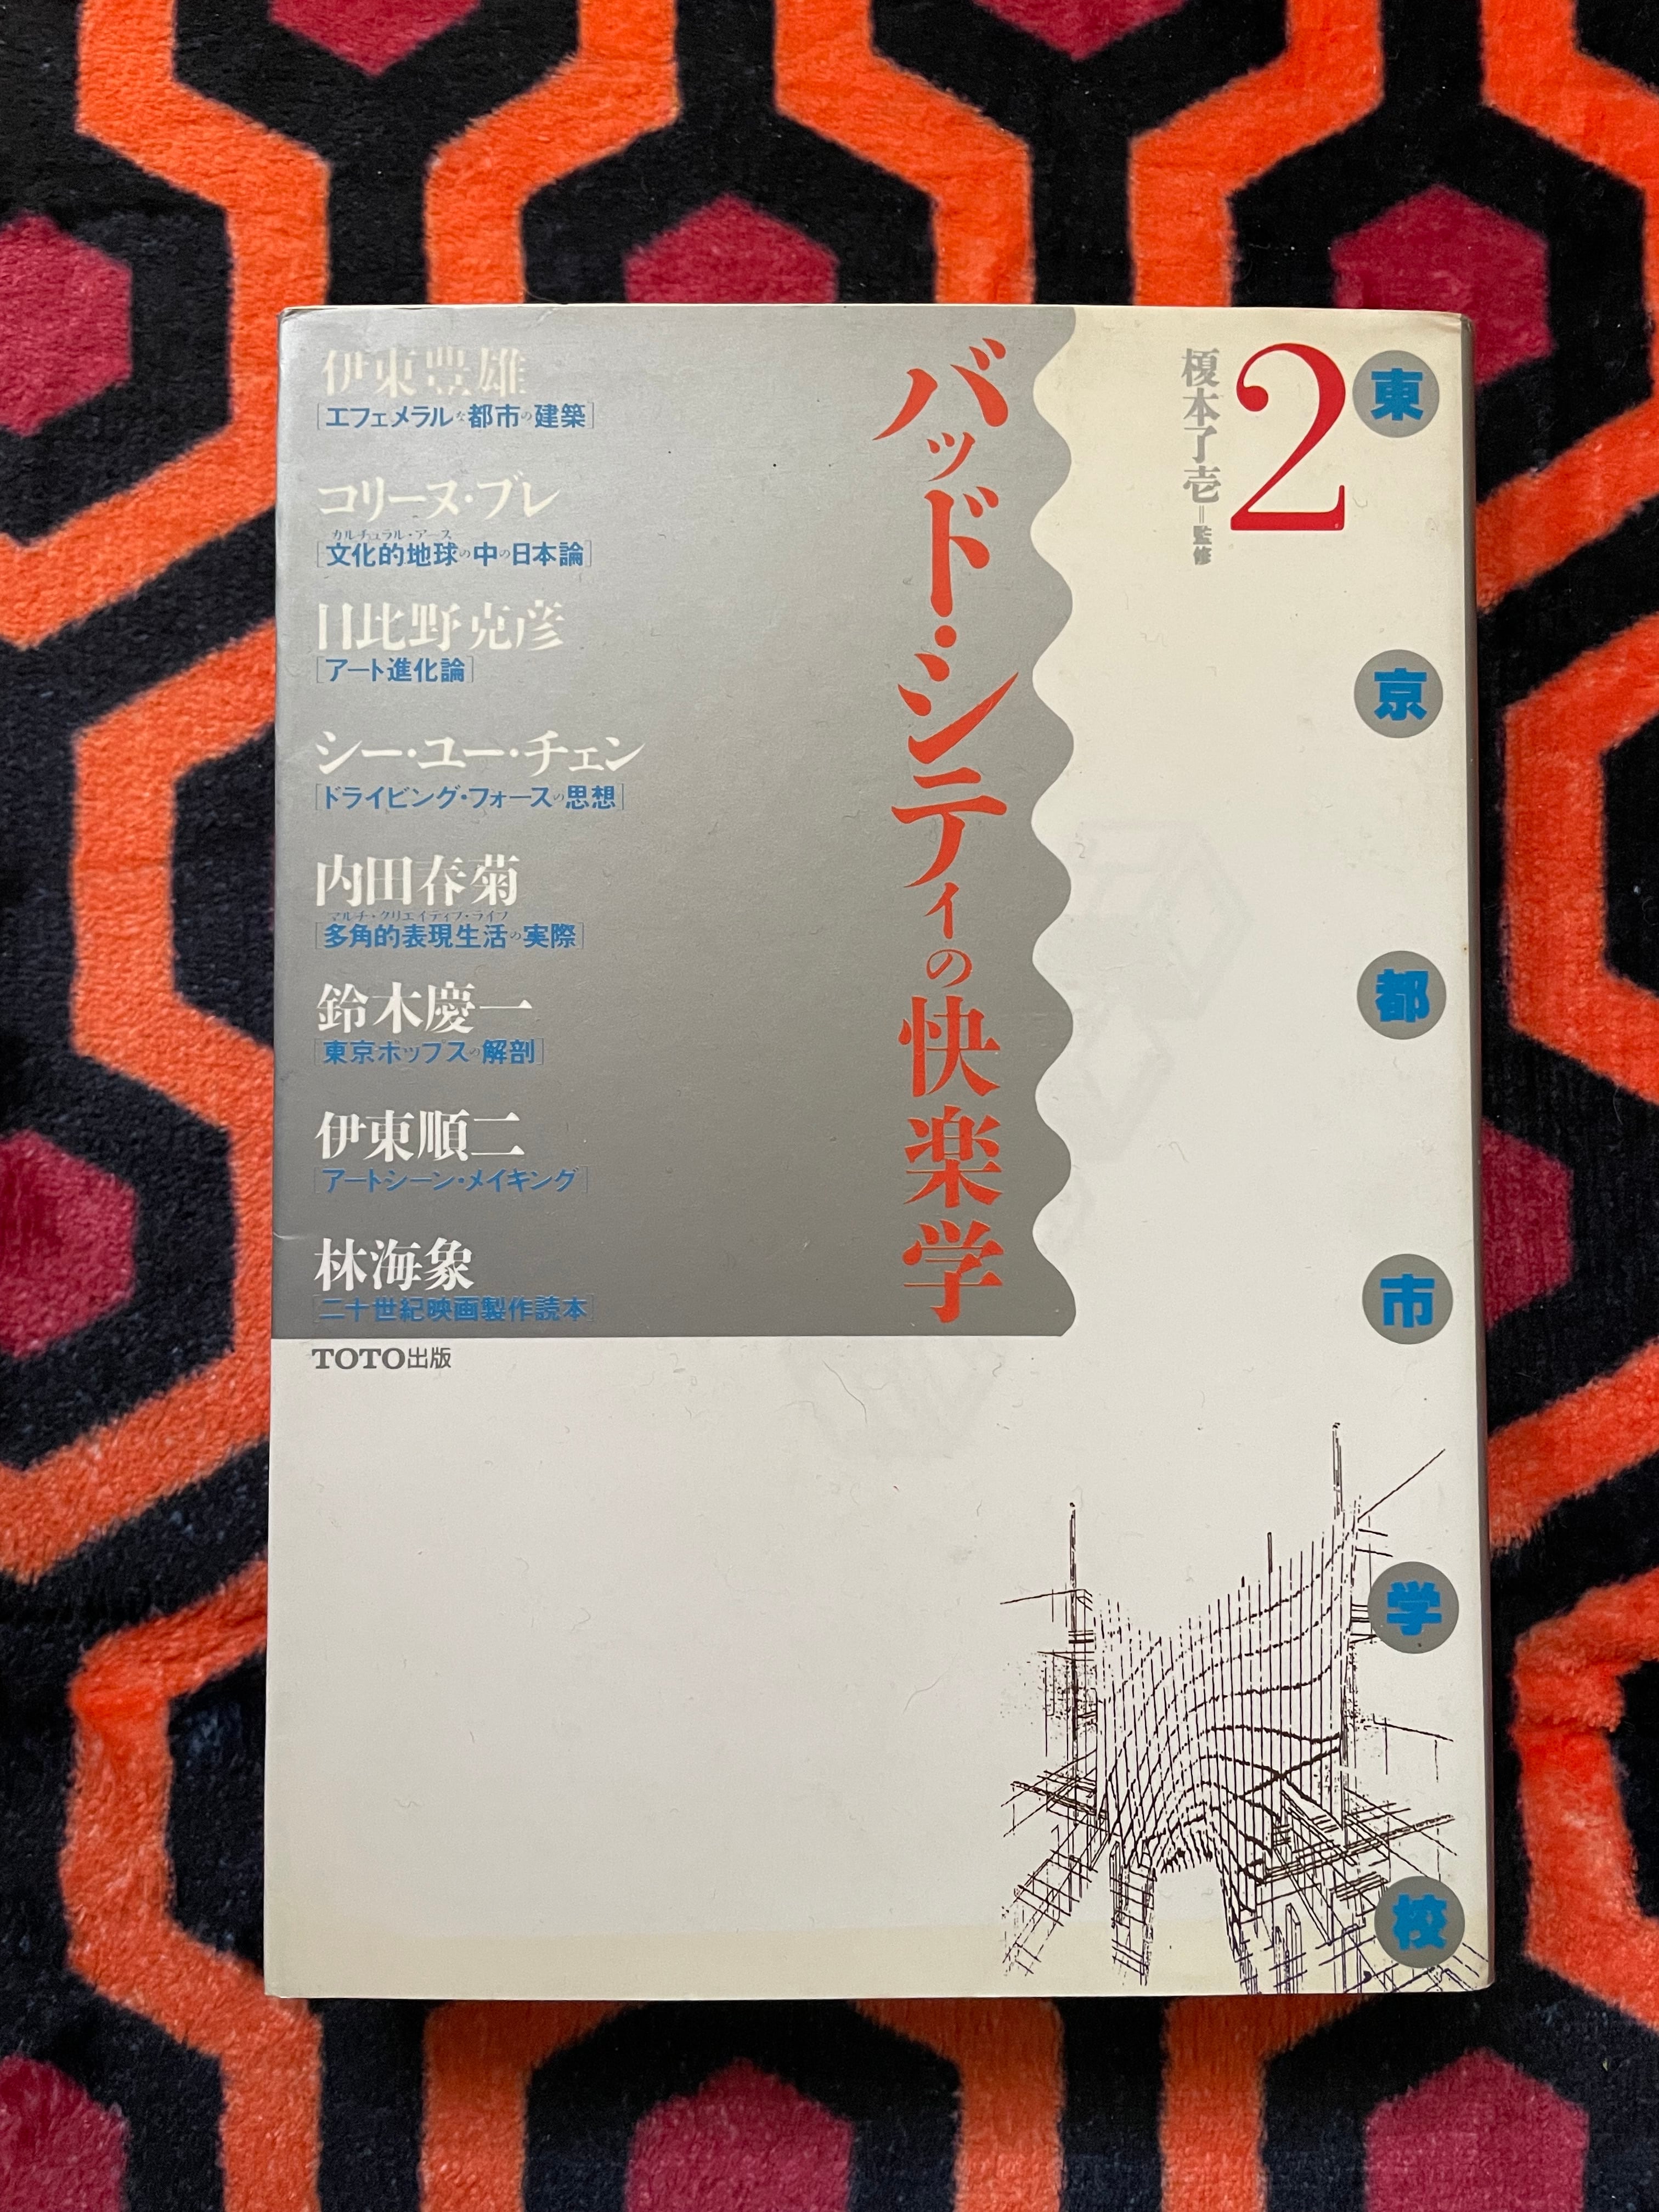 東京都市学校
2
榎本了壱=監修
バッド・シティの快楽学
伊東豊雄
[エフェメラルな都市の建築]
コリーヌ・ブレ
カルチュラル・アース
[文化的地球の中の日本論]
日比野克彦
[アート進化論]
シー・ユー・チェン
[ドライビング・フォースの思想]
内田春菊
マルチ・クリエイティブ・ライフ
[多角的表現生活の実際]
鈴木慶一
[東京ポップスの解剖]
伊東順二
[アートシーン・メイキング]
林海象
[二十世紀映画製作読本]
TOTO出版